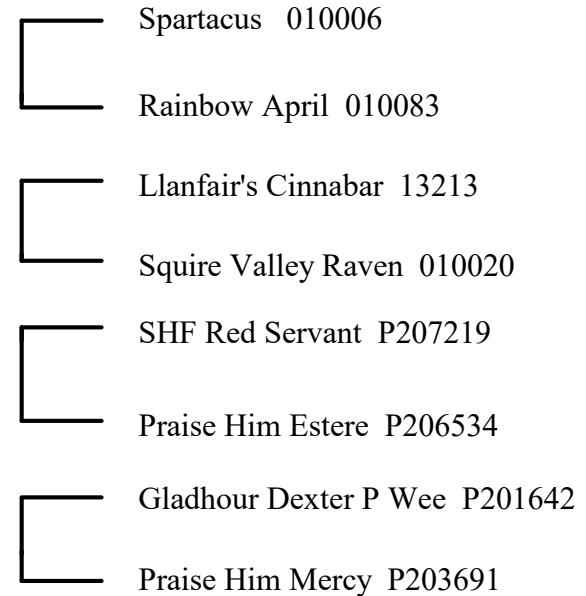 Spartacus 010006
Rainbow April 010083
Llanfair's Cinnabar 13213
Squire Valley Raven 010020
SHF Red Servant P207219
Praise Him Estere P206534
Gladhour Dexter P Wee P201642
Praise Him Mercy P203691